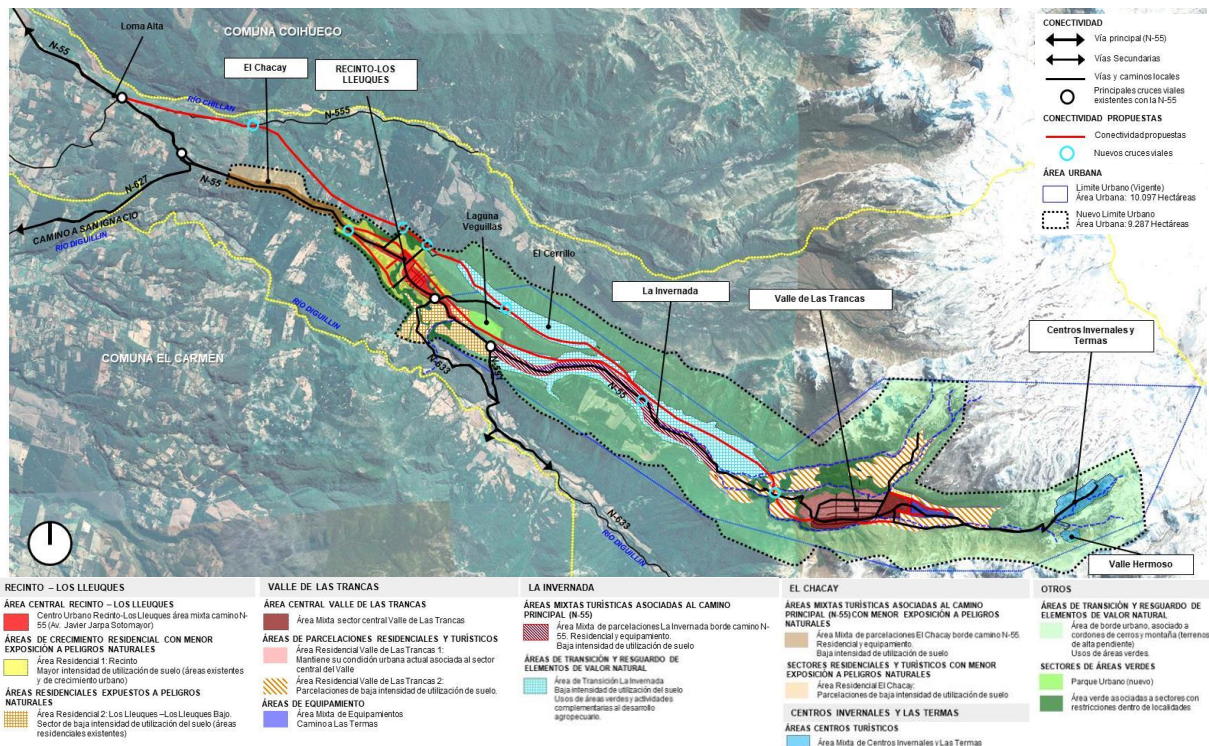 Loma Alta
COMUNA COIHUECO
N-55
El Chacay
RECINTO-LOS
LLEUQUES
RÍO CHILLAN
N-555
N-55
N-627
CAMINO A SAN IGNACIO
RÍO DIGUILLIN
Laguna
Veguillas
El Cerrillo
La Invernada
Valle de Las Trancas
Centros Invernales y
Termas
RÍO DIGUILLIN
COMUNA EL CARMEN
N-633
N-55
N-633
RÍO DIGUILLIN
Valle Hermoso
CONECTIVIDAD
Vía principal (N-55)
Vías Secundarias
Vías y caminos locales
Principales cruces viales
existentes con la N-55
CONECTIVIDAD PROPUESTAS
Conectividad propuestas
Nuevos cruces viales
ÁREA URBANA
Limite Urbano (Vigente)
Área Urbana: 10.097 Hectáreas
Nuevo Limite Urbano
Área Urbana: 9.287 Hectáreas
RECINTO – LOS LLEUQUES
ÁREA CENTRAL RECINTO – LOS LLEUQUES
Centro Urbano Recinto-Los Lleuques área mixta camino N-
55 (Av. Javier Jarpa Sotomayor)
ÁREAS DE CRECIMIENTO RESIDENCIAL CON MENOR
EXPOSICIÓN A PELIGROS NATURALES
Área Residencial 1: Recinto
Mayor intensidad de utilización de suelo (áreas existentes
y de crecimiento urbano)
ÁREAS RESIDENCIALES EXPUESTOS A PELIGROS
NATURALES
Área Residencial 2: Los Lleuques –Los Lleuques Bajo.
Sector de baja intensidad de utilización del suelo (áreas
residenciales existentes)
VALLE DE LAS TRANCAS
ÁREA CENTRAL VALLE DE LAS TRANCAS
Área Mixta sector central Valle de Las Trancas
ÁREAS DE PARCELACIONES RESIDENCIALES Y TURÍSTICOS
Área Residencial Valle de Las Trancas 1:
Mantiene su condición urbana actual asociada al sector
central del Valle
Área Residencial Valle de Las Trancas 2:
Parcelaciones de baja intensidad de utilización de suelo.
ÁREAS DE EQUIPAMIENTO
Área Mixta de Equipamientos
Camino a Las Termas
LA INVERNADA
ÁREAS MIXTAS TURÍSTICAS ASOCIADAS AL CAMINO
PRINCIPAL (N-55)
Área Mixta de parcelaciones La Invernada borde camino N-
55. Residencial y equipamiento.
Baja intensidad de utilización de suelo
ÁREAS DE TRANSICIÓN Y RESGUARDO DE
ELEMENTOS DE VALOR NATURAL
Área de Transición La Invernada
Baja intensidad de utilización del suelo
Usos de áreas verdes y actividades
complementarias al desarrollo
agropecuario.
EL CHACAY
ÁREAS MIXTAS TURÍSTICAS ASOCIADAS AL CAMINO
PRINCIPAL (N-55) CON MENOR EXPOSICIÓN A PELIGROS
NATURALES
Área Mixta de parcelaciones El Chacay borde camino N-55.
Residencial y equipamiento.
Baja intensidad de utilización de suelo
SECTORES RESIDENCIALES Y TURÍSTICOS CON MENOR
EXPOSICIÓN A PELIGROS NATURALES
Área Residencial El Chacay:
Parcelaciones de baja intensidad de utilización de suelo
CENTROS INVERNALES Y LAS TERMAS
ÁREAS CENTROS TURÍSTICOS
Área Mixta de Centros Invernales y Las Termas
OTROS
ÁREAS DE TRANSICIÓN Y RESGUARDO DE
ELEMENTOS DE VALOR NATURAL
Área de borde urbano, asociado a
cordones de cerros y montaña (terrenos
de alta pendiente)
Usos de áreas verdes.
SECTORES DE ÁREAS VERDES
Parque Urbano (nuevo)
Área verde asociadas a sectores con
restricciones dentro de localidades